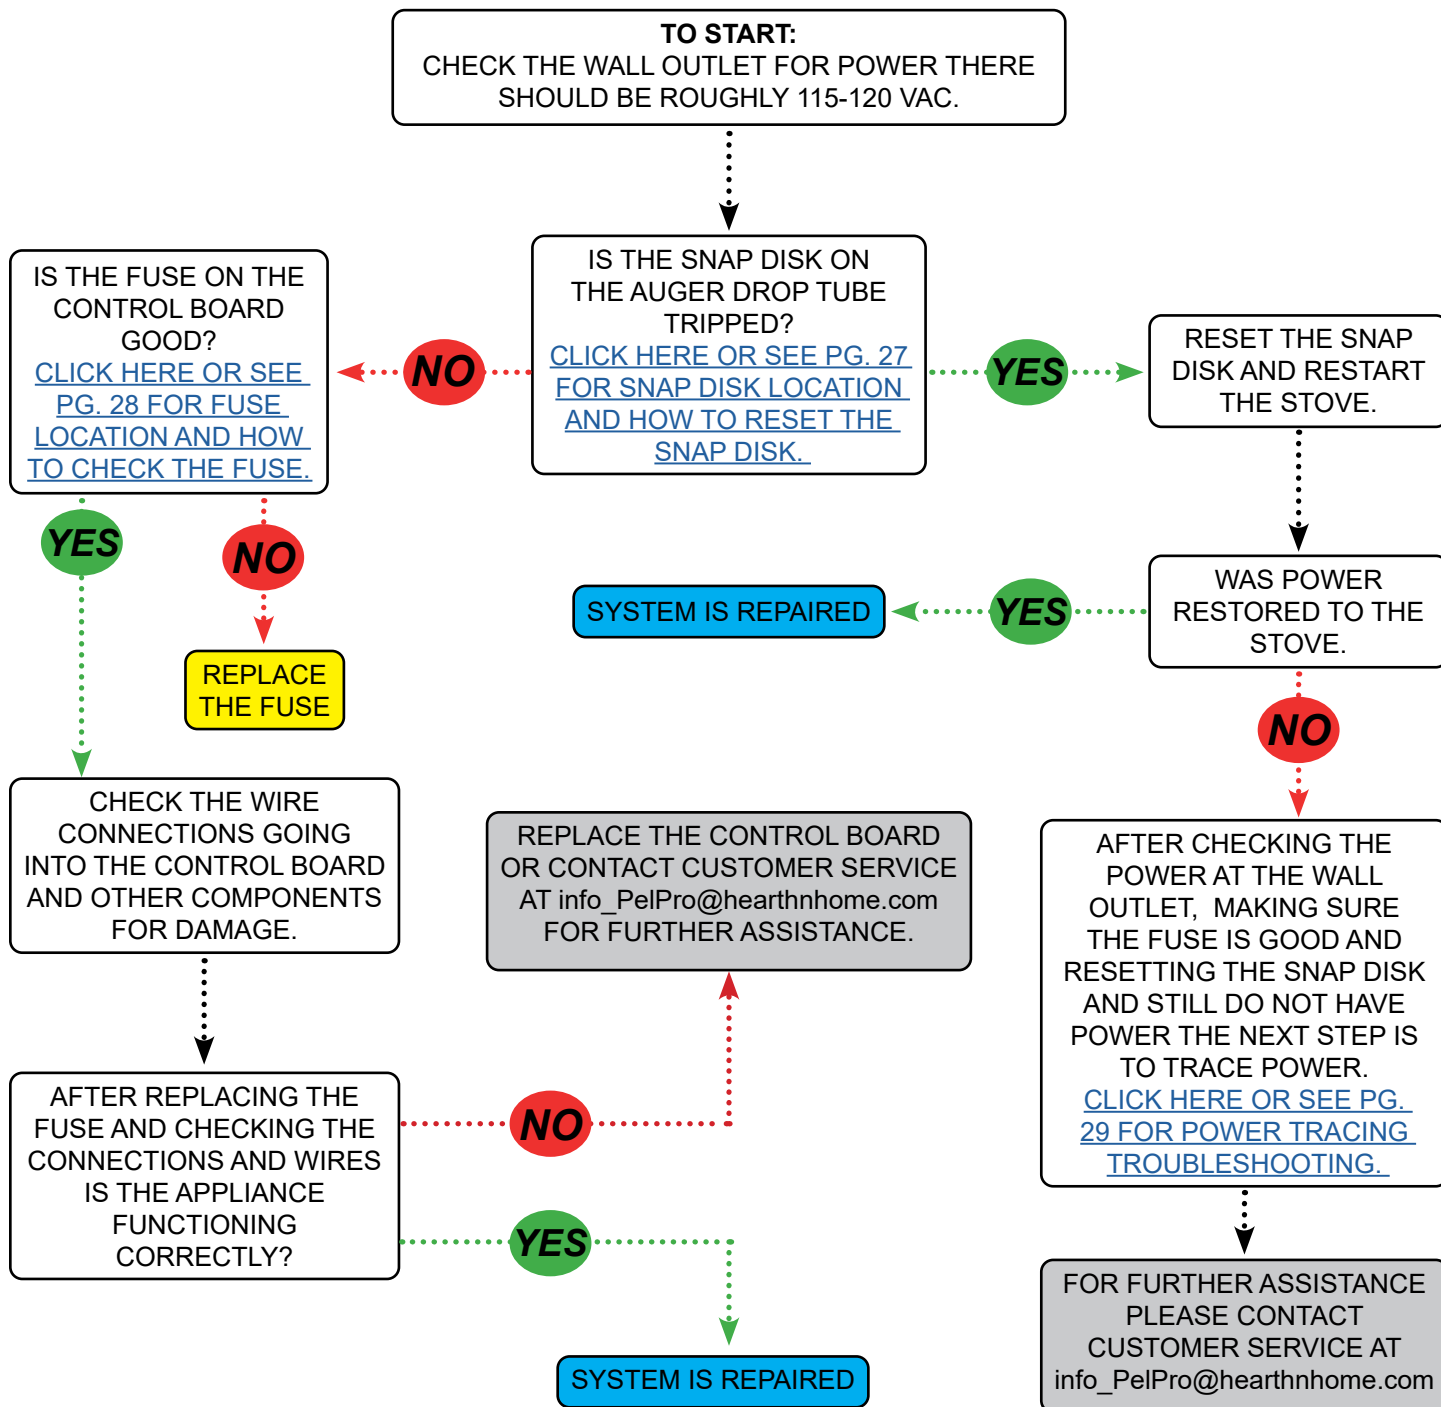 TO START:
CHECK THE WALL OUTLET FOR POWER THERE
SHOULD BE ROUGHLY 115-120 VAC.
IS THE FUSE ON THE
CONTROL BOARD
GOOD?
CLICK HERE OR SEE
PG. 28 FOR FUSE
LOCATION AND HOW
TO CHECK THE FUSE.
NO
IS THE SNAP DISK ON
THE AUGER DROP TUBE
TRIPPED?
CLICK HERE OR SEE PG. 27
FOR SNAP DISK LOCATION
AND HOW TO RESET THE
SNAP DISK.
YES
RESET THE SNAP
DISK AND RESTART
THE STOVE.
YES
NO
SYSTEM IS REPAIRED
YES
WAS POWER
RESTORED TO THE
STOVE.
REPLACE
THE FUSE
NO
CHECK THE WIRE
CONNECTIONS GOING
INTO THE CONTROL BOARD
AND OTHER COMPONENTS
FOR DAMAGE.
REPLACE THE CONTROL BOARD
OR CONTACT CUSTOMER SERVICE
AT info_PelPro@hearthnhome.com
FOR FURTHER ASSISTANCE.
AFTER CHECKING THE
POWER AT THE WALL
OUTLET, MAKING SURE
THE FUSE IS GOOD AND
RESETTING THE SNAP DISK
AND STILL DO NOT HAVE
POWER THE NEXT STEP IS
TO TRACE POWER.
CLICK HERE OR SEE PG.
29 FOR POWER TRACING
TROUBLESHOOTING.
AFTER REPLACING THE
FUSE AND CHECKING THE
CONNECTIONS AND WIRES
IS THE APPLIANCE
FUNCTIONING
CORRECTLY?
NO
YES
SYSTEM IS REPAIRED
FOR FURTHER ASSISTANCE
PLEASE CONTACT
CUSTOMER SERVICE AT
info_PelPro@hearthnhome.com